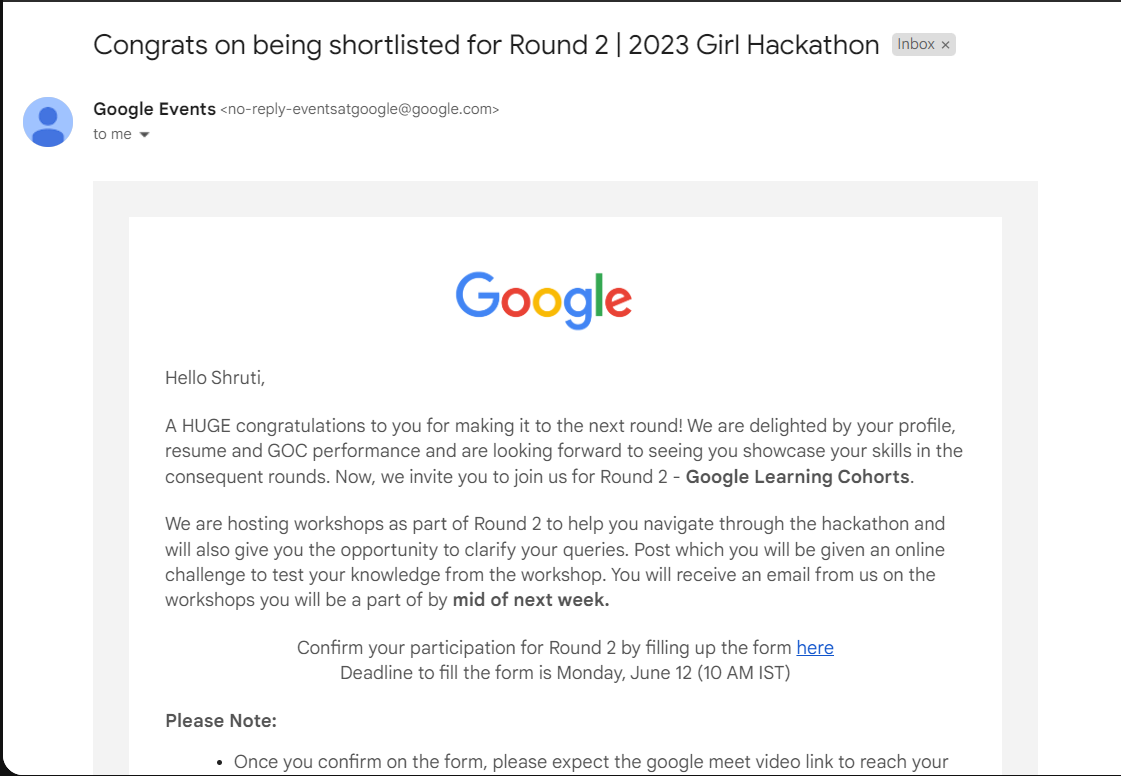 Congrats on being shortlisted for Round 2 | 2023 Girl Hackathon Inbox ×
Google Events <no-reply-eventsatgoogle@google.com>
to me
Google
Hello Shruti,
A HUGE congratulations to you for making it to the next round! We are delighted by your profile,
resume and GOC performance and are looking forward to seeing you showcase your skills in the
consequent rounds. Now, we invite you to join us for Round 2 - Google Learning Cohorts.
We are hosting workshops as part of Round 2 to help you navigate through the hackathon and
will also give you the opportunity to clarify your queries. Post which you will be given an online
challenge to test your knowledge from the workshop. You will receive an email from us on the
workshops you will be a part of by mid of next week.
Confirm your participation for Round 2 by filling up the form here
Deadline to fill the form is Monday, June 12 (10 AM IST)
Please Note:
• Once you confirm on the form, please expect the google meet video link to reach your